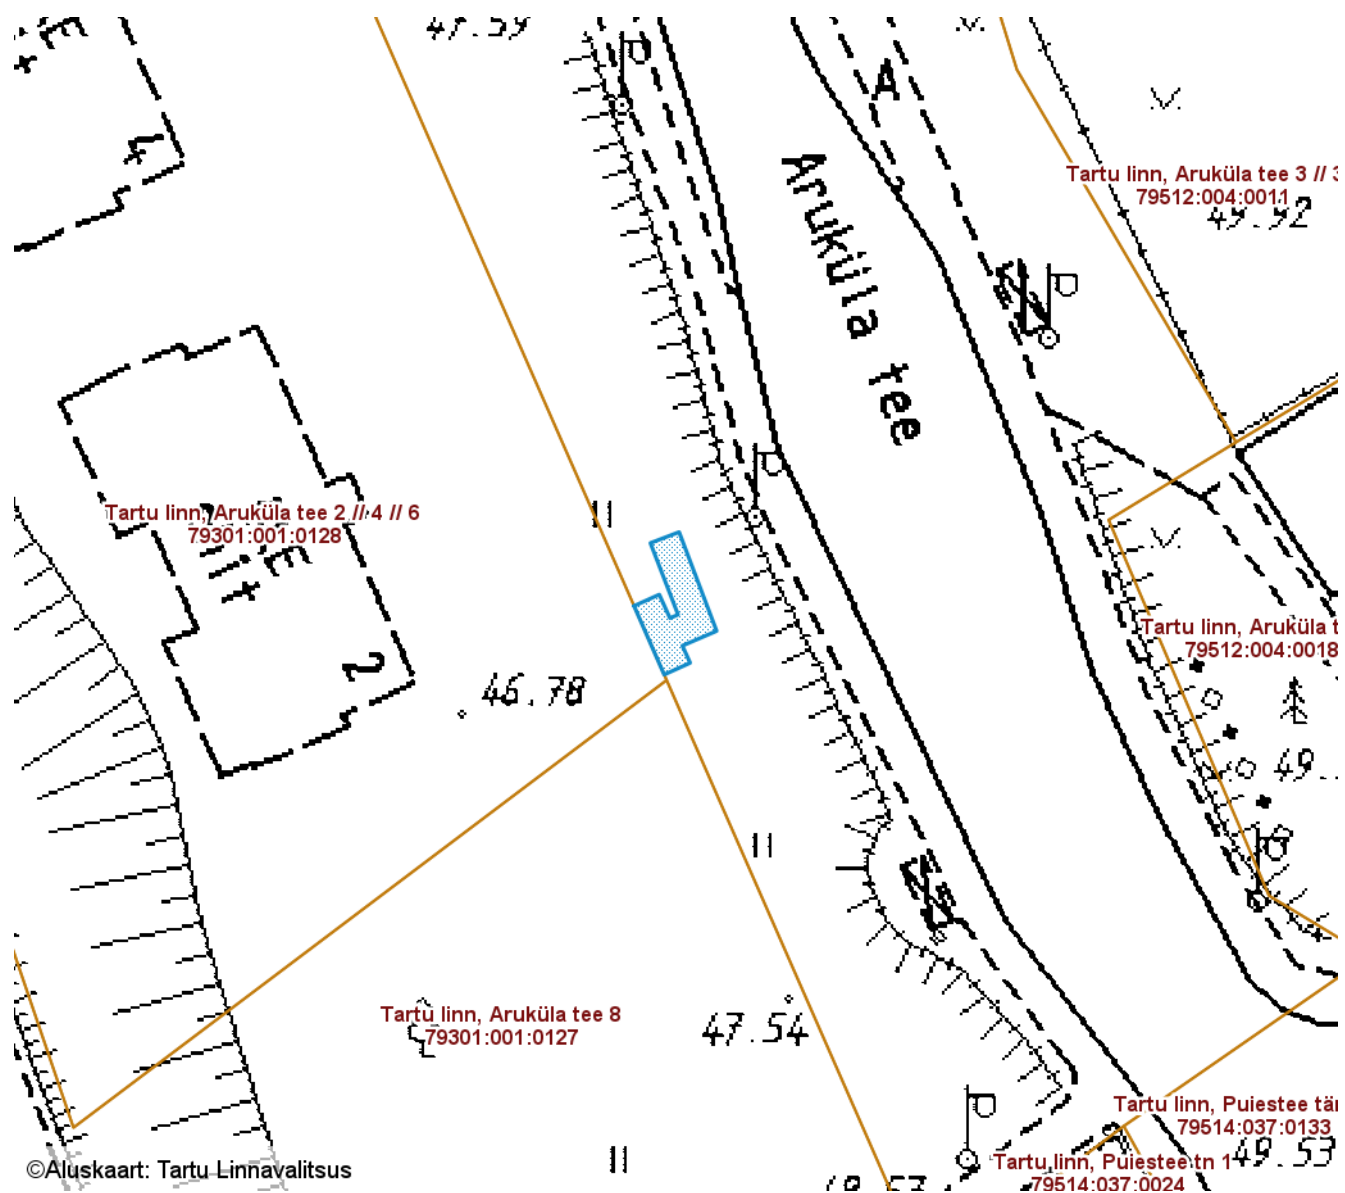 47.59
A
4
Aruküla tee
Tartu linn, Aruküla tee 3 // 3
79512:004:0011
49.92
Tartu linn, Aruküla tee 2 // 4 // 6
79301:001:0128
2
46.78
Tartu linn, Aruküla t
79512:004:0018
49.
Tartu linn, Aruküla tee 8
79301:001:0127
47.54
Tartu linn, Puiestee tä
79514:037:0133
49.53
Tartu linn, Puiestee tn 1
79514:037:0024
©Aluskaart: Tartu Linnavalitsus